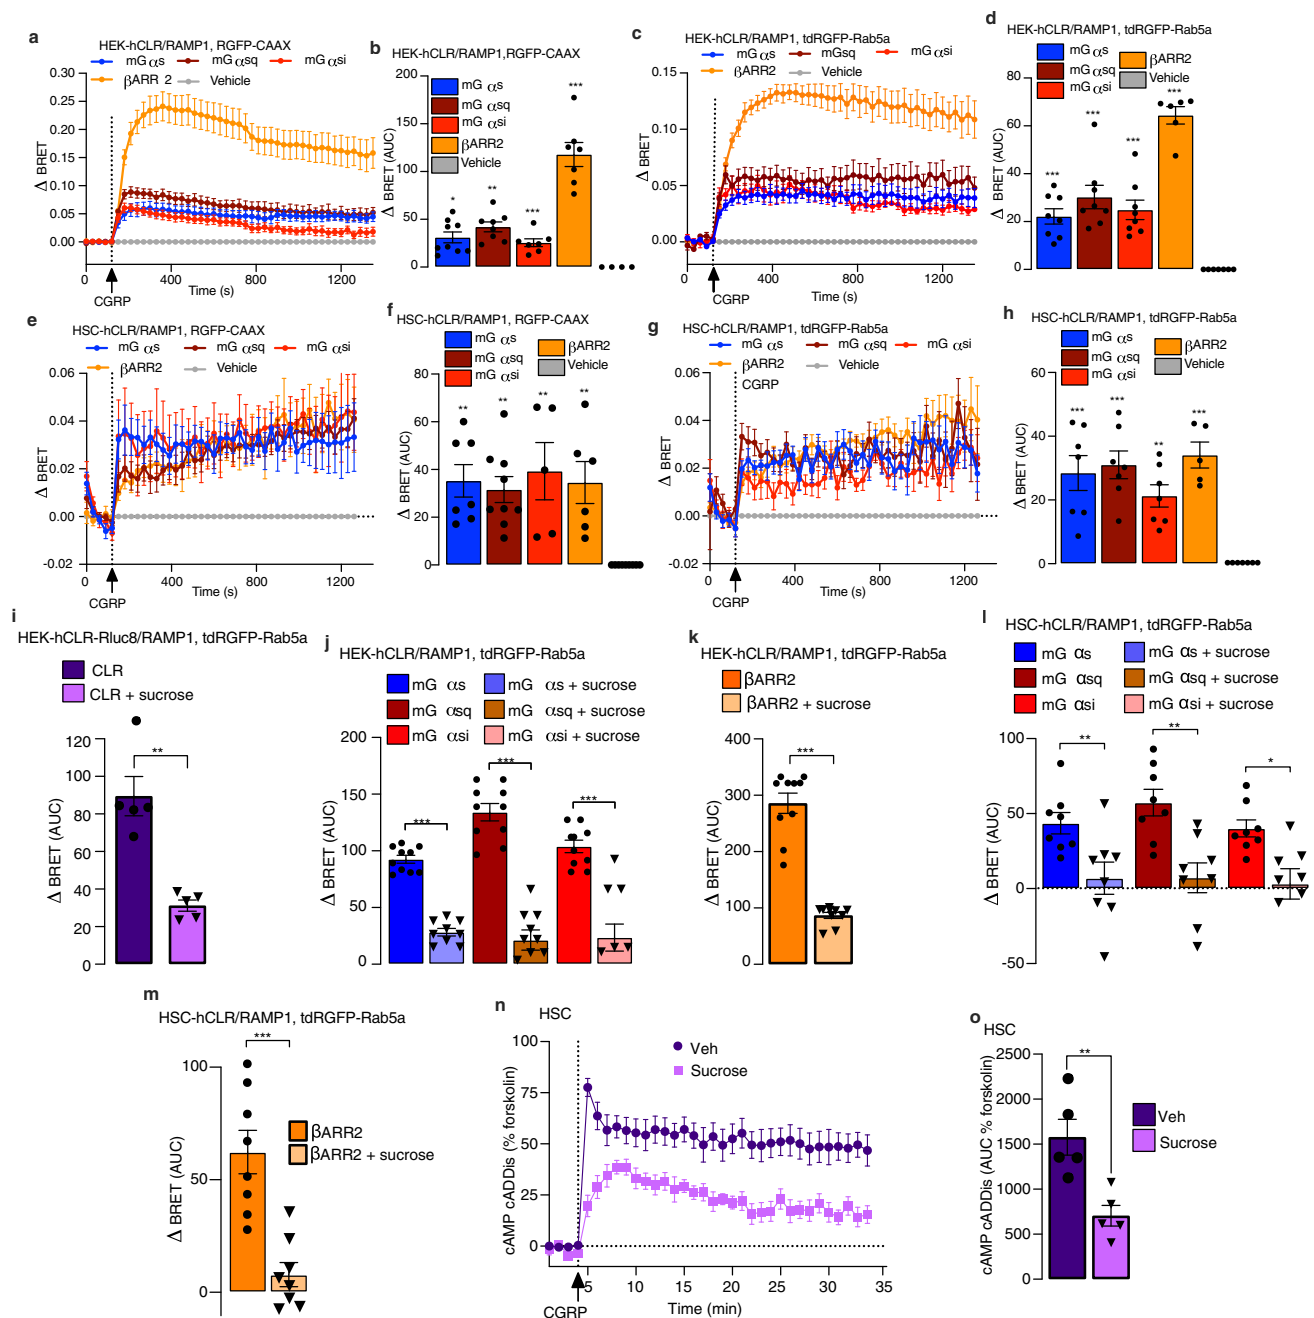 a
HEK-hCLR/RAMP1, RGFP-CAAX
mG αs mGαsq mG αsi
βARR 2 Vehicle
Δ BRET
0.30
0.25
0.20
0.15
0.10
0.05
0.00
0 400 800 1200
Time (s)
CGRP
b
HEK-hCLR/RAMP1,RGFP-CAAX
mG αs
mG αsq
mG αsi
βARR2
Vehicle
Δ BRET (AUC)
200
150
100
50
0
* ** *** ***
c
HEK-hCLR/RAMP1, tdRGFP-Rab5a
mG αs mGsq mG αsi
βARR2 Vehicle
Δ BRET
0.15
0.10
0.05
0.00
0 400 800 1200
Time (s)
CGRP
d
HEK-hCLR/RAMP1, tdRGFP-Rab5a
mG αs
mG αsq
mG αsi
βARR2
Vehicle
Δ BRET (AUC)
80
60
40
20
0
*** *** *** ***
e
HSC-hCLR/RAMP1, RGFP-CAAX
mG αs mG αsq mG αsi
βARR2 Vehicle
Δ BRET
0.06
0.04
0.02
0.00
-0.02
0 400 800 1200
Time (s)
CGRP
f
HSC-hCLR/RAMP1, RGFP-CAAX
mG αs
mG αsq
mG αsi
βARR2
Vehicle
Δ BRET (AUC)
80
60
40
20
0
** ** ** **
g
HSC-hCLR/RAMP1, tdRGFP-Rab5a
mG αs mG αsq mG αsi
βARR2 Vehicle
CGRP
Δ BRET
0.06
0.04
0.02
0.00
-0.02
0 400 800 1200
Time (s)
CGRP
h
HSC-hCLR/RAMP1, tdRGFP-Rab5a
mG αs
mG αsq
mG αsi
βARR2
Vehicle
Δ BRET (AUC)
60
40
20
0
*** *** ** ***
i
HEK-hCLR-Rluc8/RAMP1, tdRGFP-Rab5a
CLR
CLR + sucrose
Δ BRET (AUC)
120
100
80
60
40
20
0
**
j
HEK-hCLR/RAMP1, tdRGFP-Rab5a
mG αs mG αs + sucrose
mG αsq mG αsq + sucrose
mG αsi mG αsi + sucrose
Δ BRET (AUC)
200
150
100
50
0
*** *** ***
k
HEK-hCLR/RAMP1, tdRGFP-Rab5a
βARR2
βARR2 + sucrose
Δ BRET (AUC)
400
300
200
100
0
***
l
HSC-hCLR/RAMP1, tdRGFP-Rab5a
mG αs mG αs + sucrose
mG αsq mG αsq + sucrose
mG αsi mG αsi + sucrose
Δ BRET (AUC)
100
50
0
-50
** ** *
m
HSC-hCLR/RAMP1, tdRGFP-Rab5a
βARR2
βARR2 + sucrose
Δ BRET (AUC)
100
50
0
***
n
HSC
Veh
Sucrose
cAMP cADDis (% forskolin)
100
75
50
25
0
5 10 15 20 25 30 35
Time (min)
CGRP
o
HSC
Veh
Sucrose
cAMP cADDis (AUC % forskolin)
2500
2000
1500
1000
500
0
**